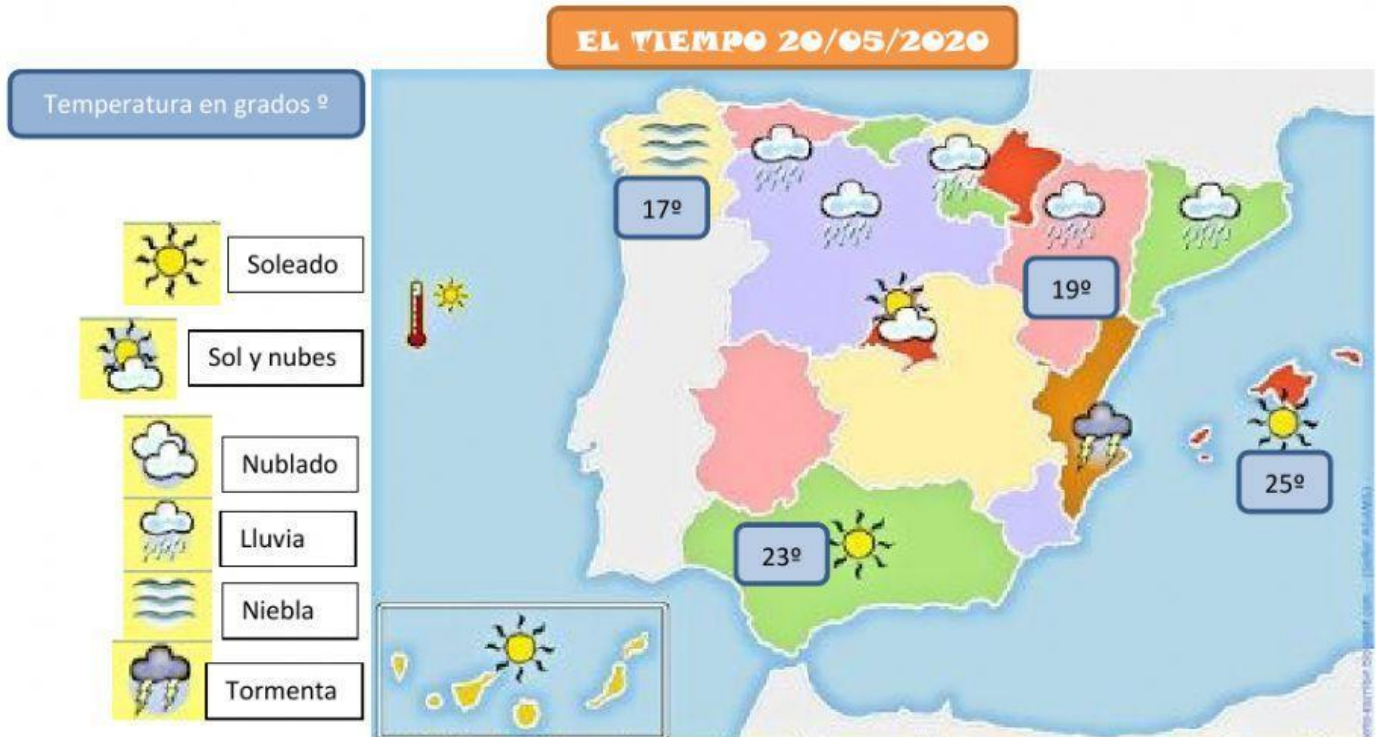 EL TIEMPO 20/05/2020
Temperatura en grados º
Soleado
Sol y nubes
Nublado
Lluvia
Niebla
Tormenta
17º
19º
25º
23º